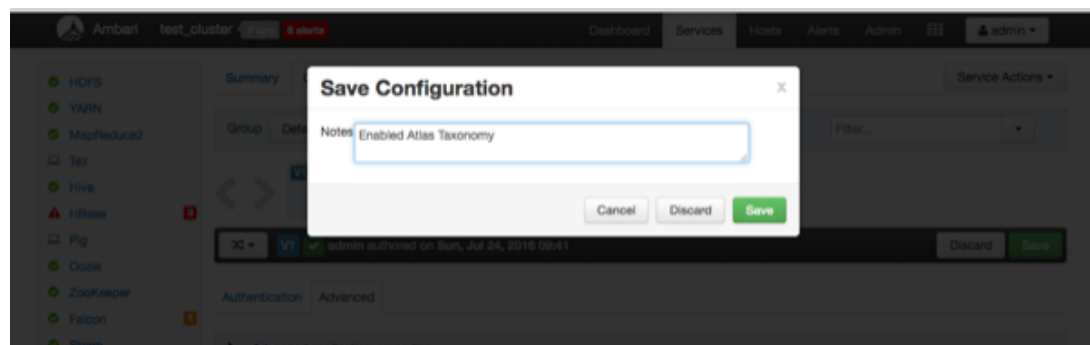 Ambari test_cluster 8 alerts Dashboard Services Hosts Alerts Admin admin
HDFS
YARN
MapReduce2
Tez
Hive
HBase
Pig
Oozie
ZooKeeper
Falcon
Storm
Summary
Service Actions
Group
Filter...
Save Configuration
x
Notes
Enabled Atlas Taxonomy
Cancel Discard Save
V1 admin authored on Sun, Jul 24, 2016 09:41
Discard Save
Authentication Advanced